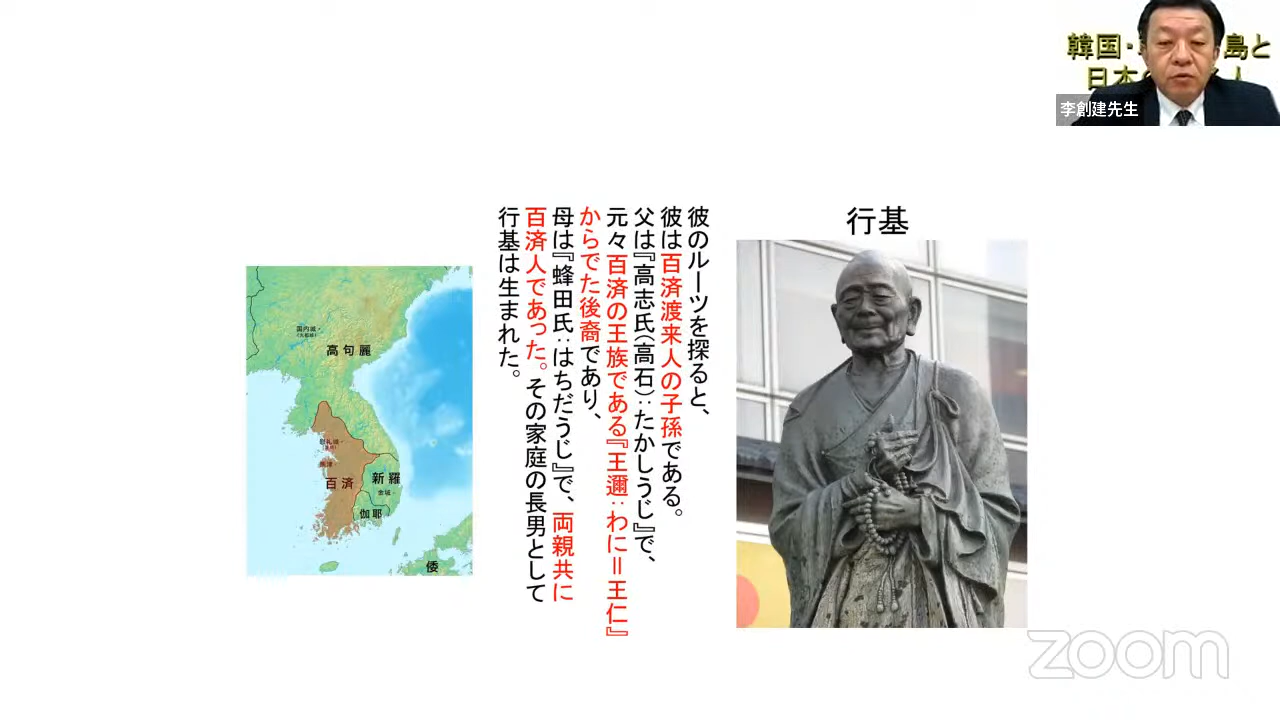 韓国・
島と
日本
李創建先生
行基
彼のルーツを探ると、
彼は百済渡来人の子孫である。
父は『高志氏(高石):たかしうじ』で、
元々百済の王族である『王邇:わに＝王仁』
からでた後裔であり、
母は『蜂田氏:はちだうじ』で、両親共に
百済人であった。その家庭の長男として
行基は生まれた。
国内城
高句麗
百済
新羅
金城
伽耶
倭
zoom